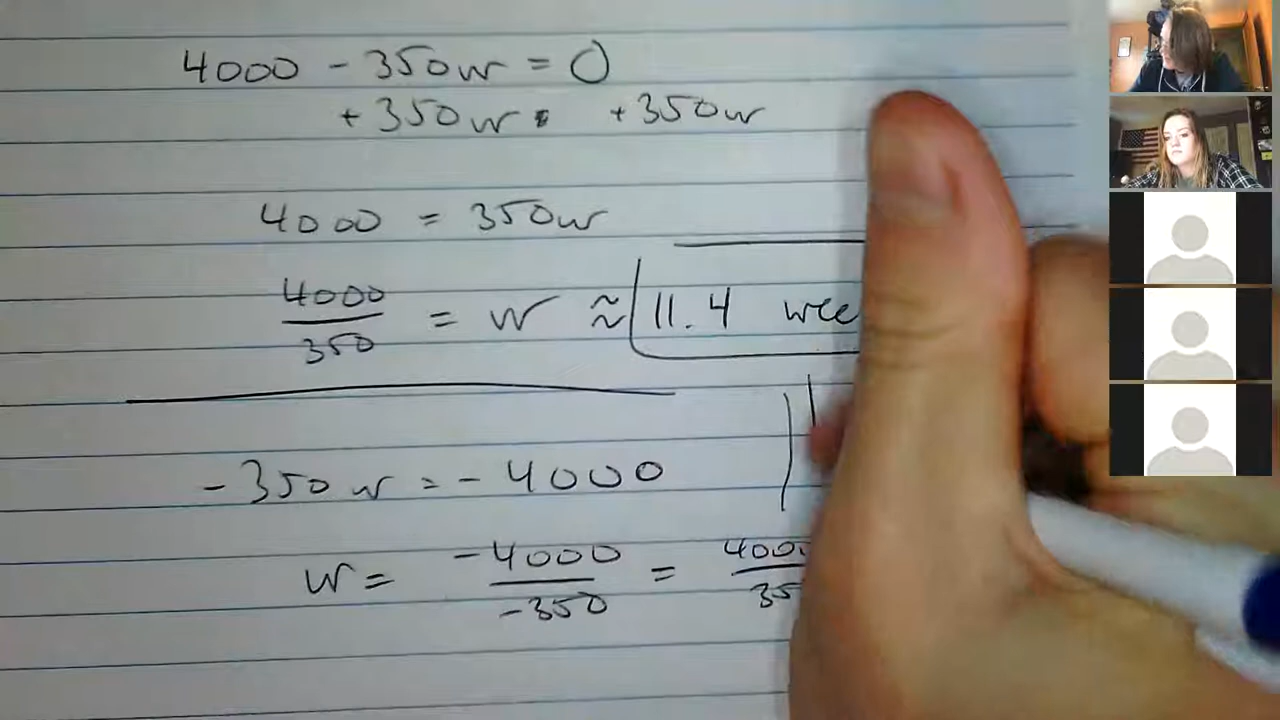 4000 - 350w = 0
+ 350w +350w
4000 = 350w
4000
350
= w ≈ 11.4
-350w = -4000
w = -4000/-350 =